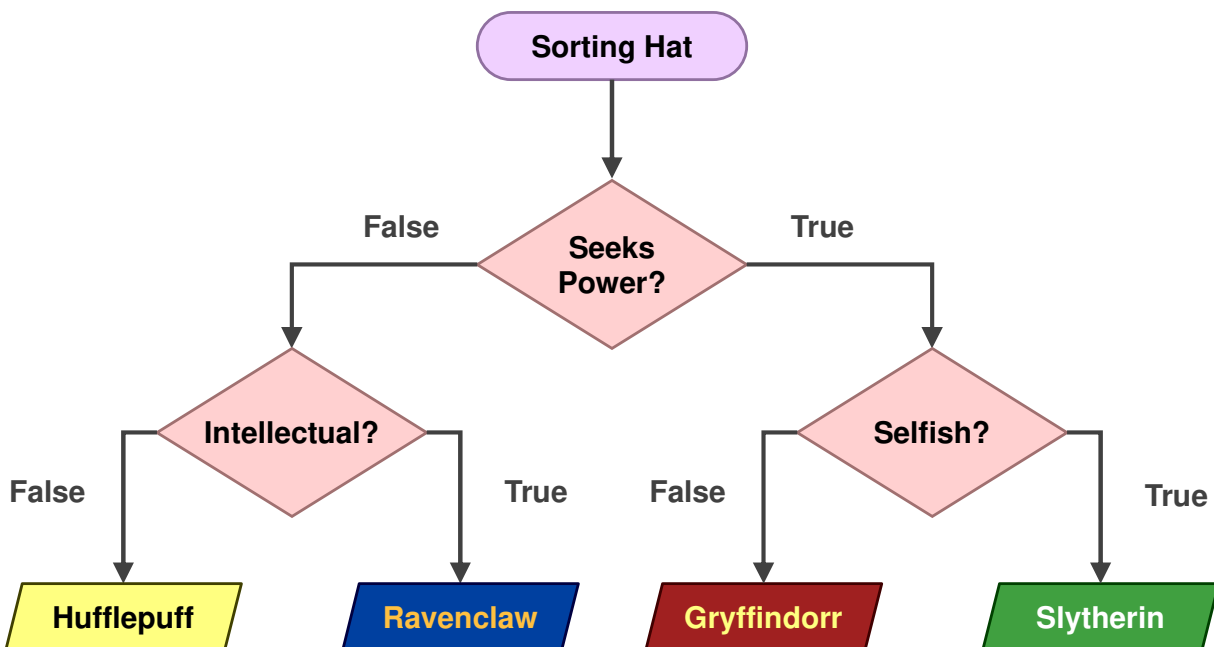 Sorting Hat
False
True
Seeks
Power?
Intellectual?
Selfish?
False
True
False
True
Hufflepuff
Ravenclaw
Gryffindorr
Slytherin